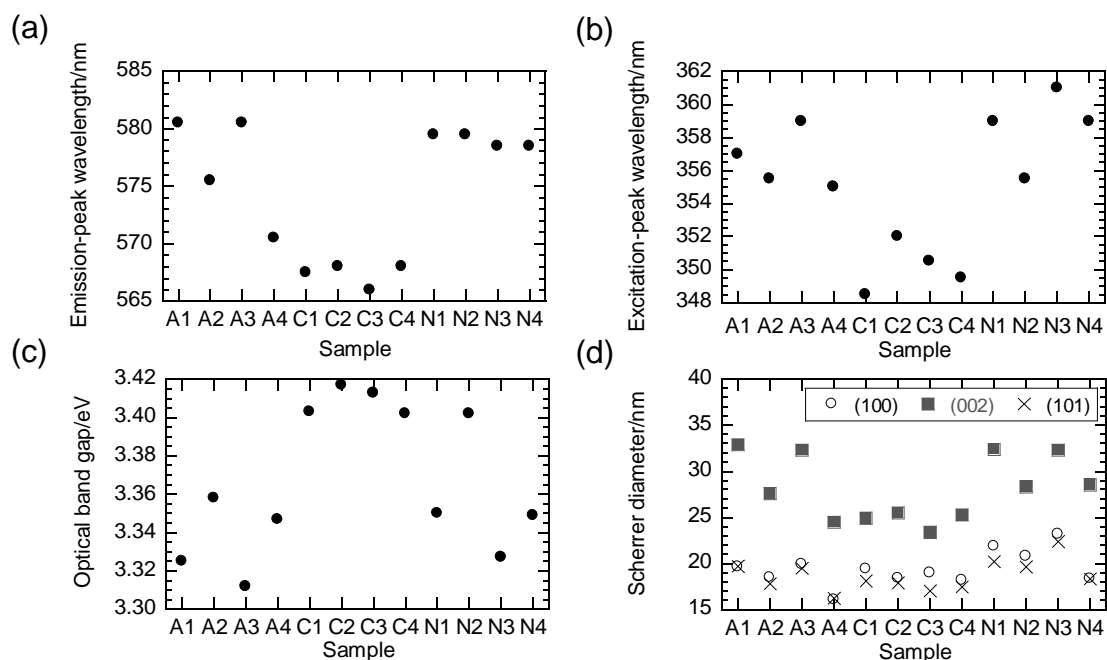 (a)
Emission-peak wavelength/nm
585
580
575
570
565
A1 A2 A3 A4 C1 C2 C3 C4 N1 N2 N3 N4
Sample
(b)
Excitation-peak wavelength/nm
362
360
358
356
354
352
350
348
A1 A2 A3 A4 C1 C2 C3 C4 N1 N2 N3 N4
Sample
(c)
Optical band gap/eV
3.42
3.40
3.38
3.36
3.34
3.32
3.30
A1 A2 A3 A4 C1 C2 C3 C4 N1 N2 N3 N4
Sample
(d)
Scherrer diameter/nm
40
35
30
25
20
15
(100) (002) (101)
A1 A2 A3 A4 C1 C2 C3 C4 N1 N2 N3 N4
Sample